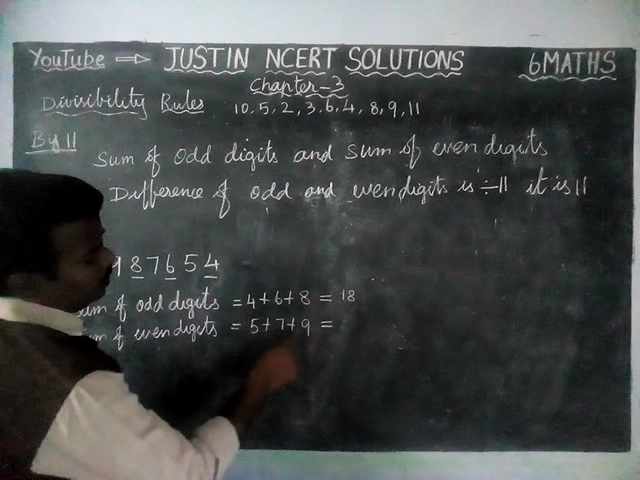 YouTube ⇒ JUSTIN NCERT SOLUTIONS 6MATHS
Chapter-3
Divisibility Rules 10,5,2,3,6,4,8,9,11
By 11
Sum of odd digits and sum of even digits
Difference of odd and even digits is ÷11 it is 11
987654
of odd digits = 4+6+8 = 18
of even digits = 5+7+9 =